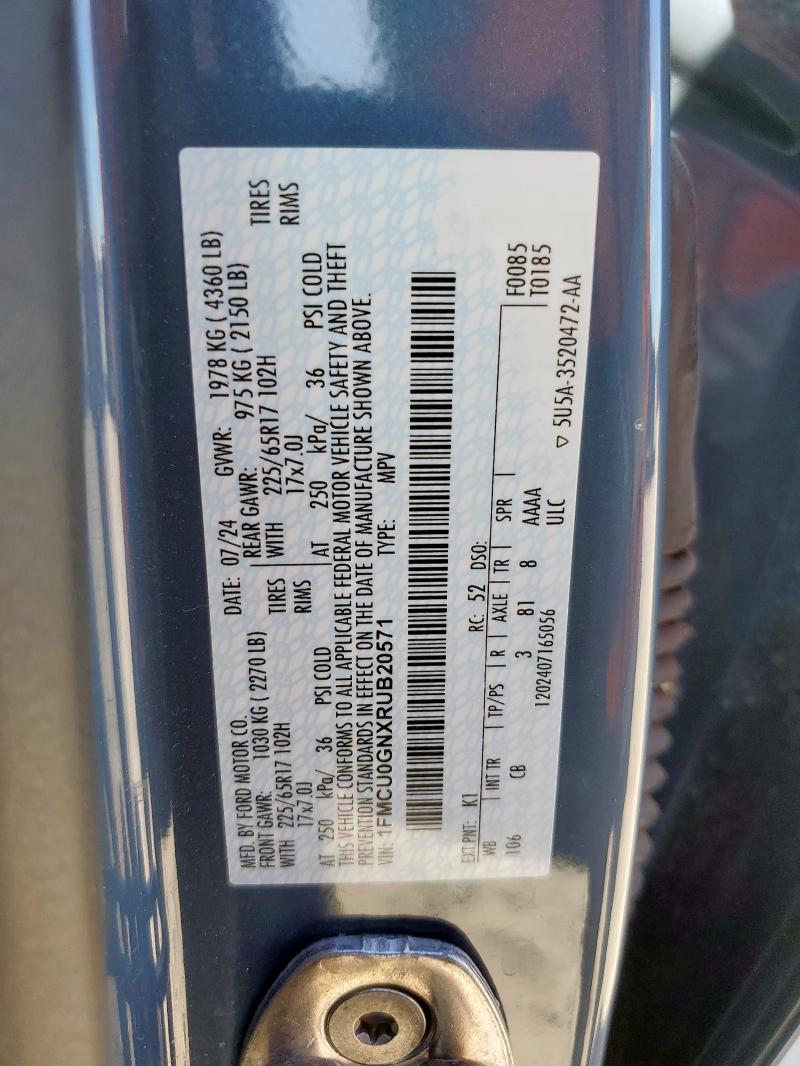 MFD. BY FORD MOTOR CO. DATE: 07/24 GVWR: 1978 KG ( 4360 LB)
FRONT GAWR: 1030 KG ( 2270 LB) REAR GAWR: 975 KG ( 2150 LB)
WITH 225/65R17 102H TIRES WITH 225/65R17 102H TIRES
17x7.0J RIMS 17x7.0J RIMS
AT 250 kPa/ 36 PSI COLD AT 250 kPa/ 36 PSI COLD
THIS VEHICLE CONFORMS TO ALL APPLICABLE FEDERAL MOTOR VEHICLE SAFETY AND THEFT
PREVENTION STANDARDS IN EFFECT ON THE DATE OF MANUFACTURE SHOWN ABOVE.
VIN: 1FMCU0GNXRUB20571 TYPE: MPV
EXT PNT: K1 RC: 52 DSO: F0085
WB INT TR TP/PS R AXLE TR SPR T0185
106 CB 3 81 8 AAAA
ULC
1202407165056 ▽ 5U5A-3520472-AA